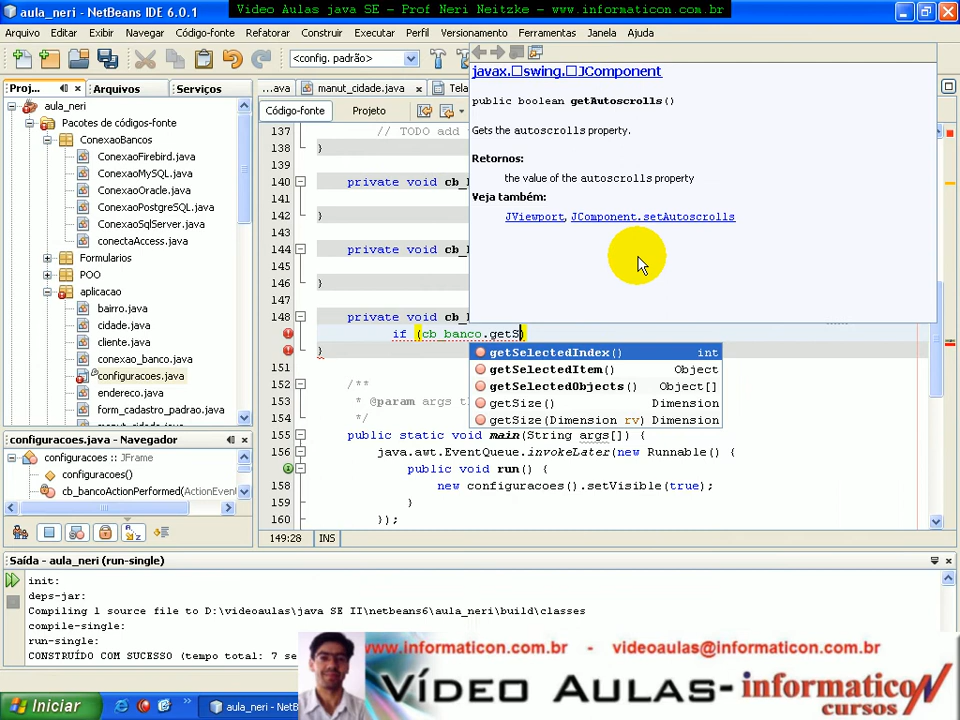 Video Aulas java SE – Prof Neri Neitzke – www.informaticon.com.br
aula_neri - NetBeans IDE 6.0.1
Arquivo Editar Exibir Navegar Código-fonte Refatorar Construir Executar Perfil Versionamento Ferramentas Janela Ajuda
<config. padrão>
javax.□swing.□JComponent
public boolean getAutoscrolls()
Gets the autoscrolls property.
Retornos:
the value of the autoscrolls property
Veja também:
JViewport, JComponent.setAutoscrolls
Proj... Arquivos Serviços
aula_neri
Pacotes de códigos-fonte
ConexaoBancos
ConexaoFirebird.java
ConexaoMySQL.java
ConexaoOracle.java
ConexaoPostgreSQL.java
ConexaoSqlServer.java
conectaAccess.java
Formularios
POO
aplicacao
bairro.java
cidade.java
cliente.java
conexao_banco.java
configuracoes.java
endereco.java
form_cadastro_padrao.java
configuracoes.java - Navegador
configuracoes :: JFrame
configuracoes()
cb_bancoActionPerformed(ActionEven
...ava manut_cidade.java Tela
Código-fonte Projeto
137 // TODO add
138 }
139
140 private void cb_
141
142 }
143
144 private void cb_
145
146 }
147
148 private void cb_
if (cb_banco.getS)
}
getSelectedIndex() int
getSelectedItem() Object
getSelectedObjects() Object[]
getSize() Dimension
getSize(Dimension rv) Dimension
151
152 /**
153 * @param args t
154 */
155 public static void main(String args[]) {
156 java.awt.EventQueue.invokeLater(new Runnable() {
public void run() {
158 new configuracoes().setVisible(true);
159 }
160 });
149:28 INS
Saída - aula_neri (run-single)
init:
deps-jar:
Compiling 1 source file to D:\videoaulas\java SE II\netbeans6\aula_neri\build\classes
compile-single:
run-single:
CONSTRUÍDO COM SUCESSO (tempo total: 7 se
www.informaticon.com.br - videoaulas@informaticon.com.br
VÍDEO AULAS-informaticoN
cursos
Iniciar
aula_neri - NetB